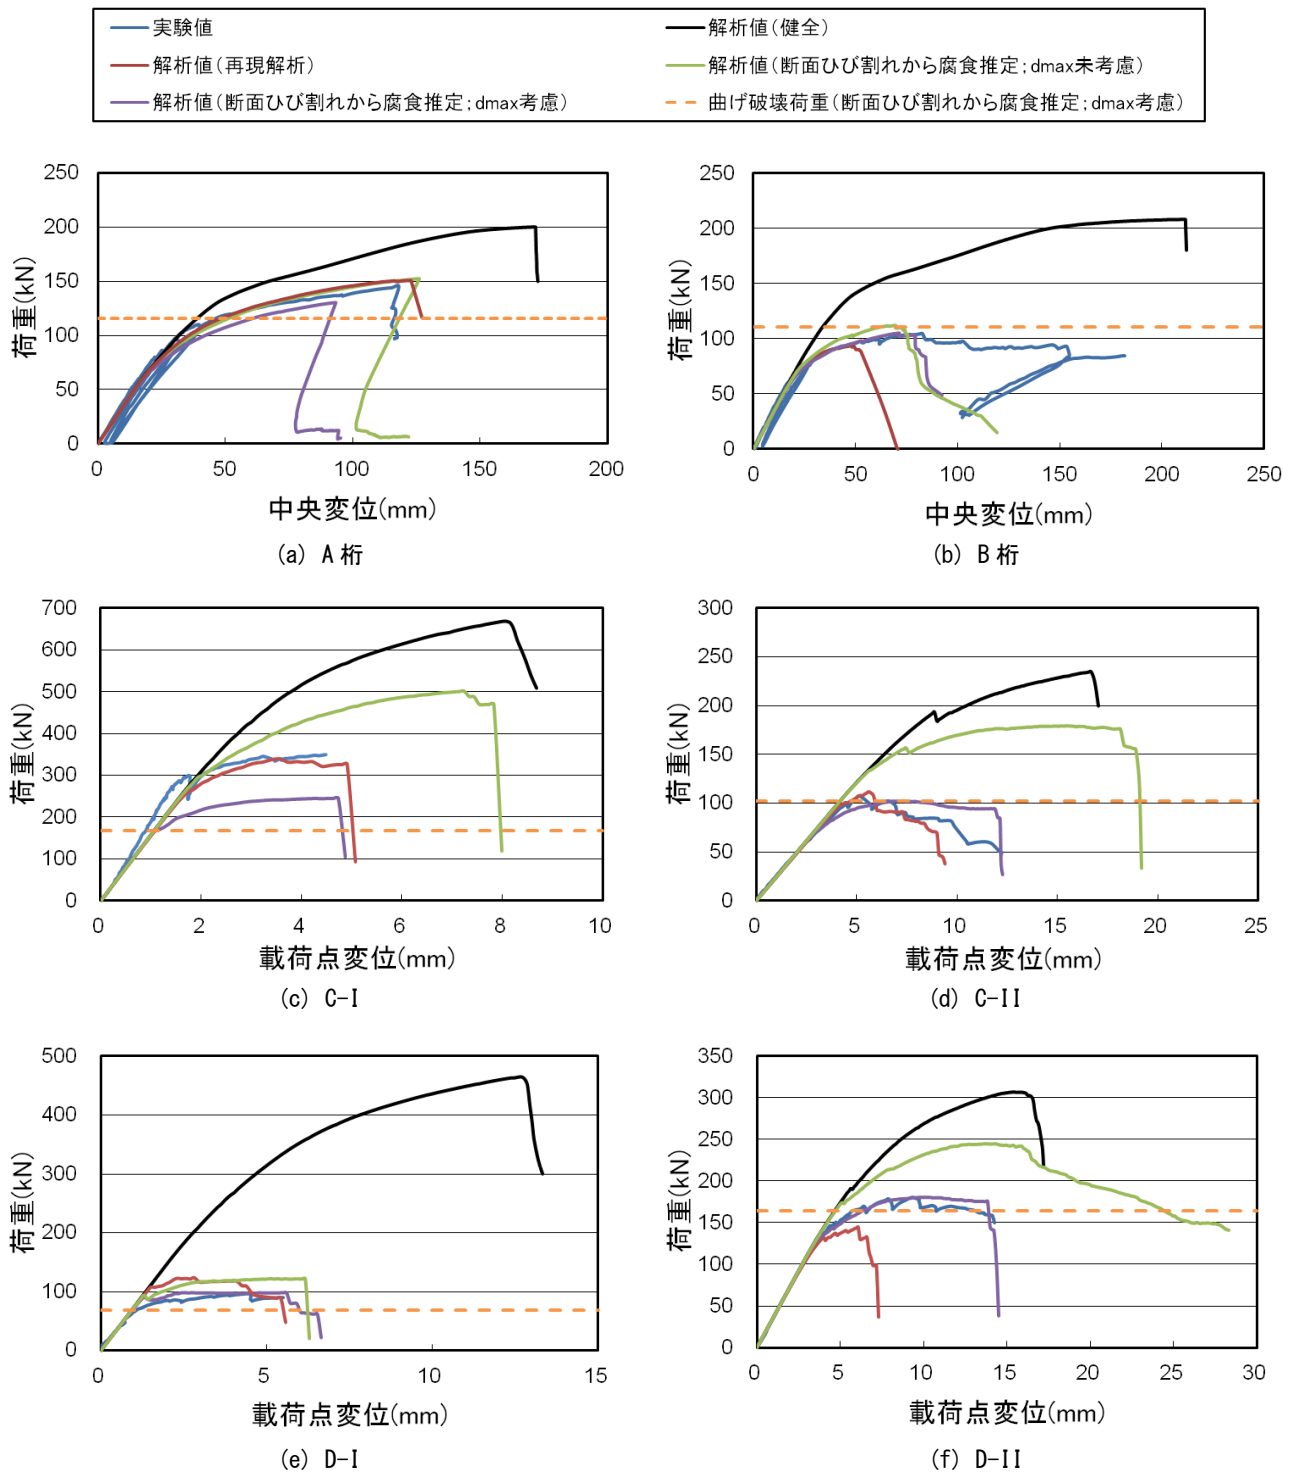 実験値
解析値(健全)
解析値(再現解析)
解析値(断面ひび割れから腐食推定;dmax未考慮)
解析値(断面ひび割れから腐食推定;dmax考慮)
曲げ破壊荷重(断面ひび割れから腐食推定;dmax考慮)
250
200
150
100
50
0
荷重(kN)
0 50 100 150 200
中央変位(mm)
(a) A桁
250
200
150
100
50
0
荷重(kN)
0 50 100 150 200 250
中央変位(mm)
(b) B桁
700
600
500
400
300
200
100
0
荷重(kN)
0 2 4 6 8 10
載荷点変位(mm)
(c) C-I
300
250
200
150
100
50
0
荷重(kN)
0 5 10 15 20 25
載荷点変位(mm)
(d) C-II
500
400
300
200
100
0
荷重(kN)
0 5 10 15
載荷点変位(mm)
(e) D-I
350
300
250
200
150
100
50
0
荷重(kN)
0 5 10 15 20 25 30
載荷点変位(mm)
(f) D-II